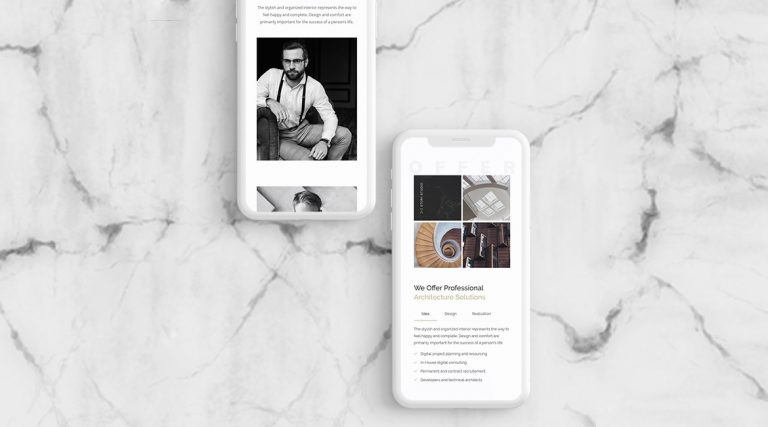 The stylish and organized interior represents the way to
feel happy and complete. Design and comfort are
primarily important for the success of a person's life.
OFFER
We Offer Professional
Architecture Solutions
Idea Design Realization
The stylish and organized interior represents the way to
feel happy and complete. Design and comfort are
primarily important for the success of a person's life.
Digital project planning and resourcing
In-House digital consulting
Permanent and contract recruitement
Developers and technical architects